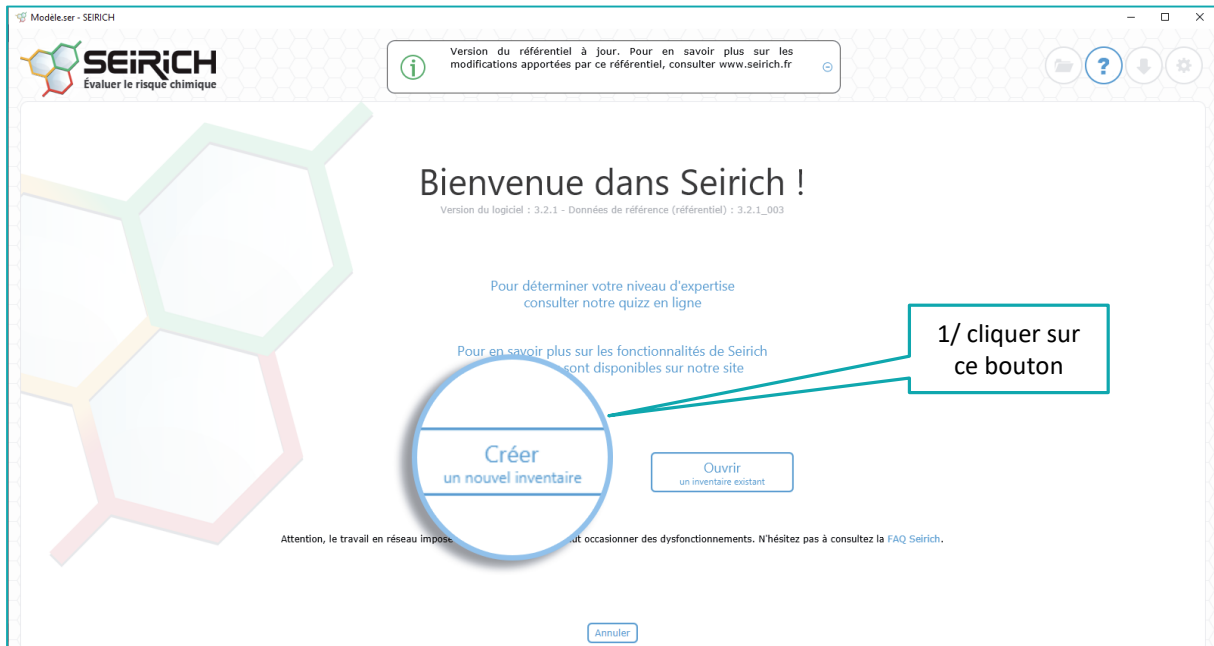 Modèle.ser - SEIRICH
SEiRiCH
Évaluer le risque chimique
Version du référentiel à jour. Pour en savoir plus sur les
modifications apportées par ce référentiel, consulter www.seirich.fr
?
Bienvenue dans Seirich !
Version du logiciel : 3.2.1 - Données de référence (référentiel) : 3.2.1_003
Pour déterminer votre niveau d'expertise
consulter notre quizz en ligne
Pour en savoir plus sur les fonctionnalités de Seirich
sont disponibles sur notre site
1/ cliquer sur
ce bouton
Créer
un nouvel inventaire
Ouvrir
un inventaire existant
Attention, le travail en réseau impose occasionner des dysfonctionnements. N'hésitez pas à consultez la FAQ Seirich.
Annuler